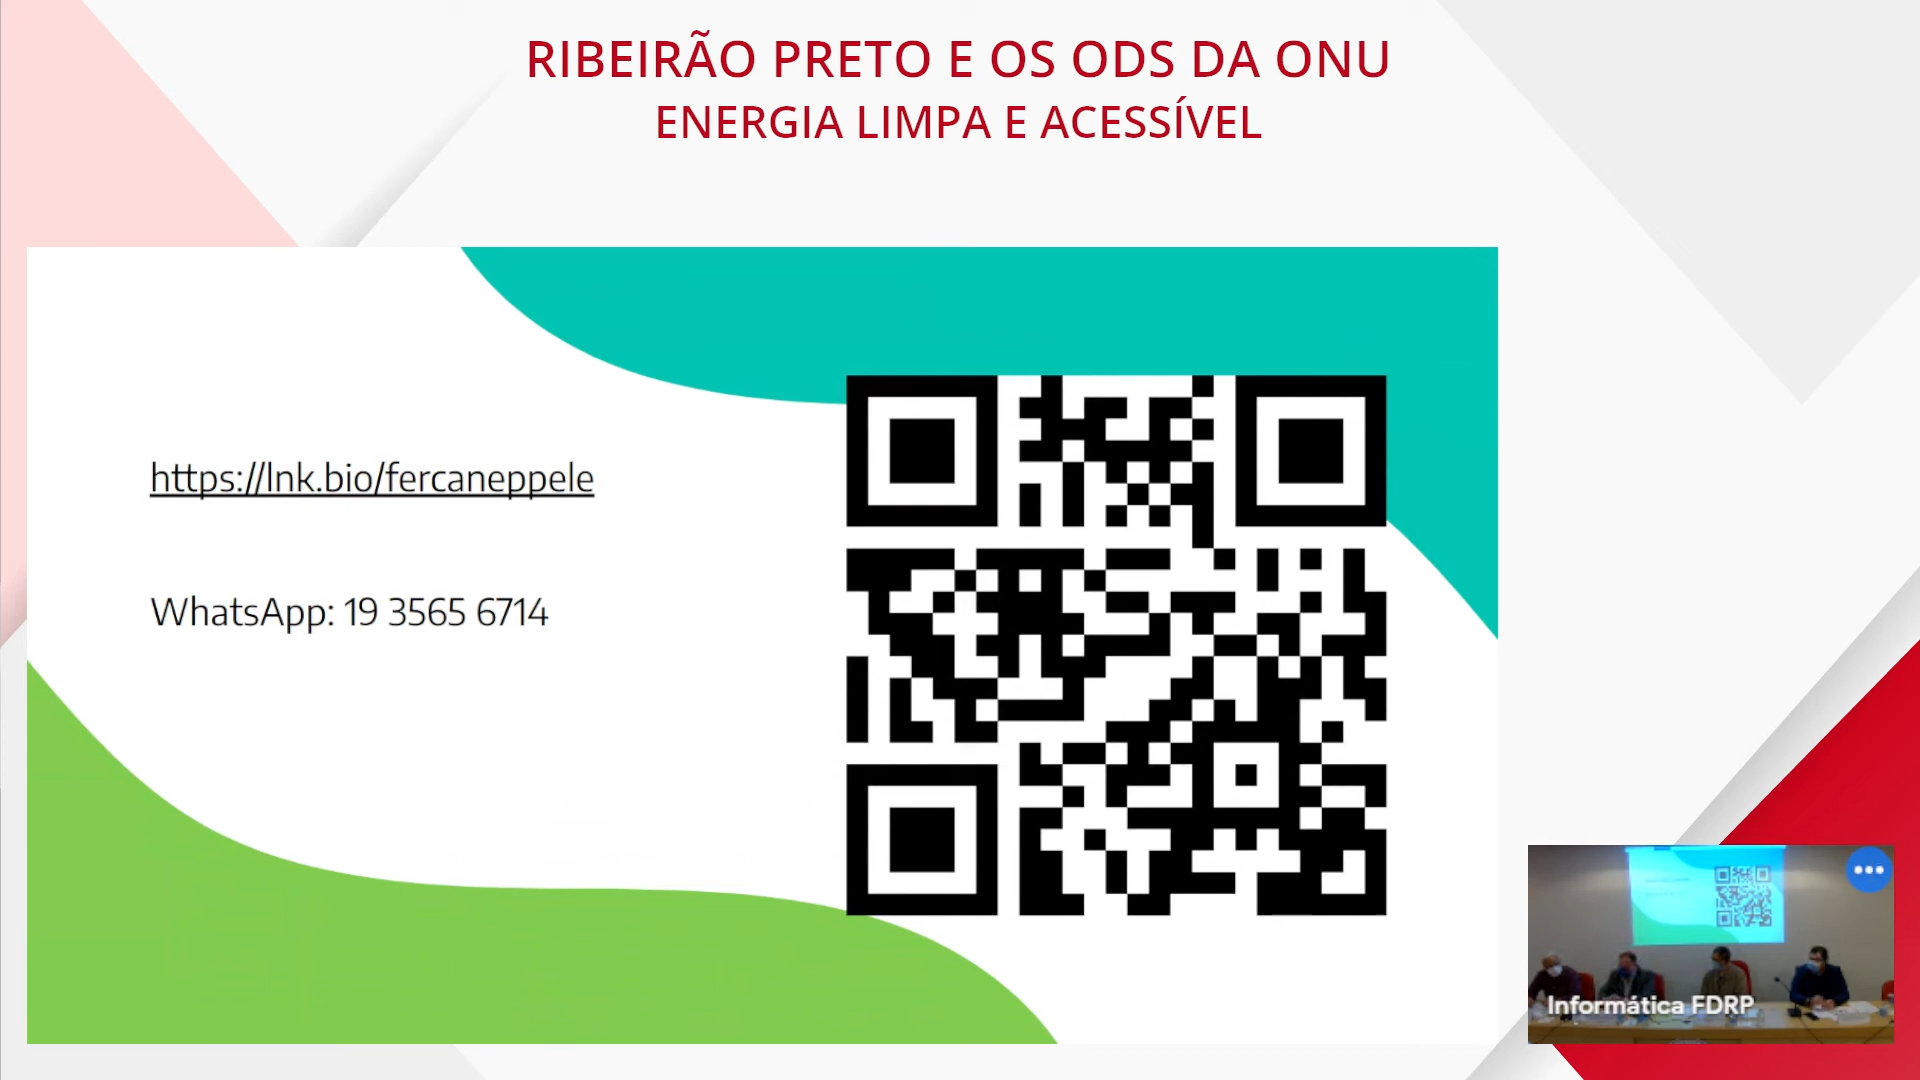 RIBEIRÃO PRETO E OS ODS DA ONU
ENERGIA LIMPA E ACESSÍVEL
https://lnk.bio/fercaneppele
WhatsApp: 19 3565 6714
Informática FDRP